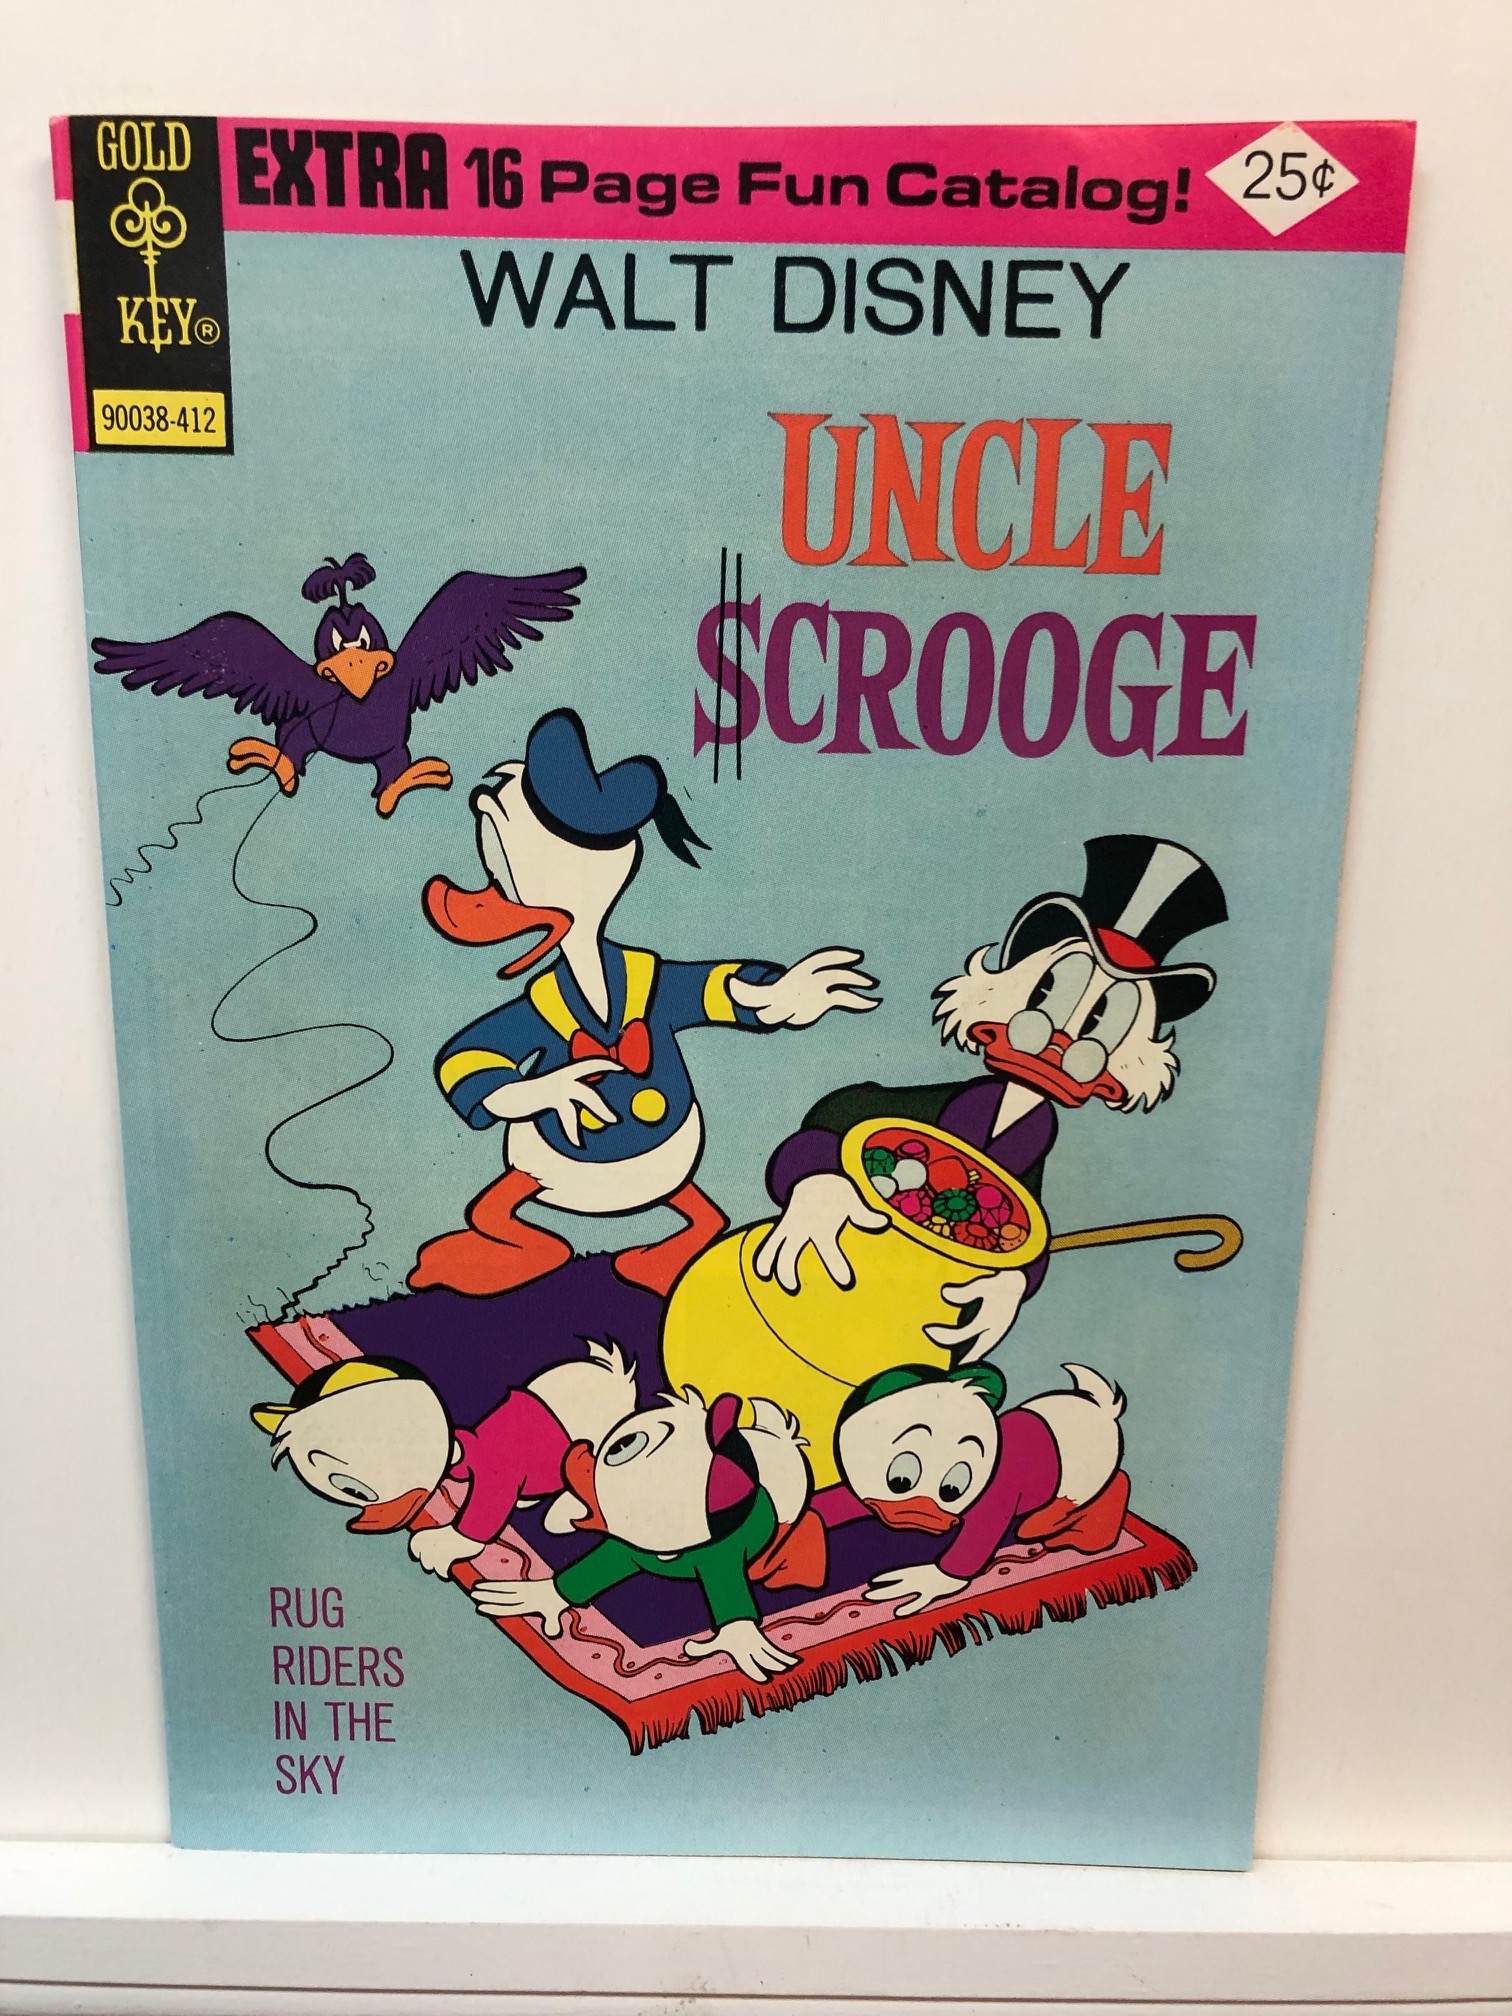 GOLD
KEY®
90038-412
EXTRA 16 Page Fun Catalog!
25¢
WALT DISNEY
UNCLE
$CROOGE
RUG
RIDERS
IN THE
SKY